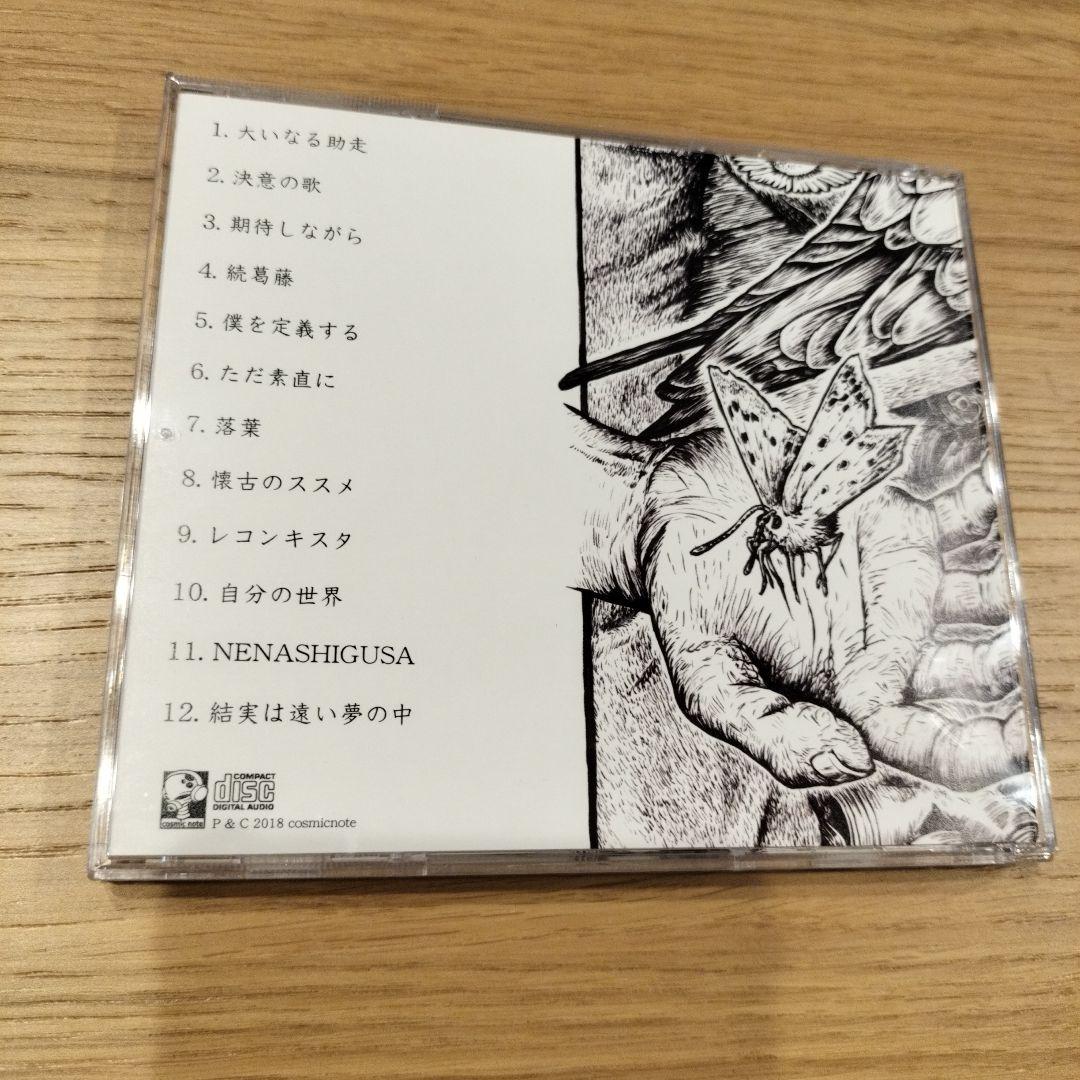 1. 大いなる助走
2. 決意の歌
3. 期待しながら
4. 続葛藤
5. 僕を定義する
6. ただ素直に
7. 落葉
8. 懐古のススメ
9. レコンキスタ
10. 自分の世界
11. NENASHIGUSA
12. 結実は遠い夢の中
cosmic note
COMPACT
disc
DIGITAL AUDIO
P & C 2018 cosmicnote